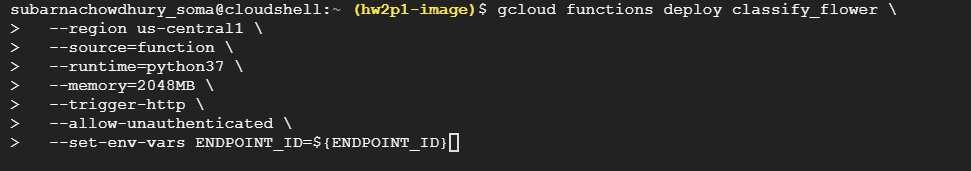 subarnachowdhury_soma@cloudshell:~ (hw2p1-image)$ gcloud functions deploy classify_flower \
>   --region us-central1 \
>   --source=function \
>   --runtime=python37 \
>   --memory=2048MB \
>   --trigger-http \
>   --allow-unauthenticated \
>   --set-env-vars ENDPOINT_ID=${ENDPOINT_ID}